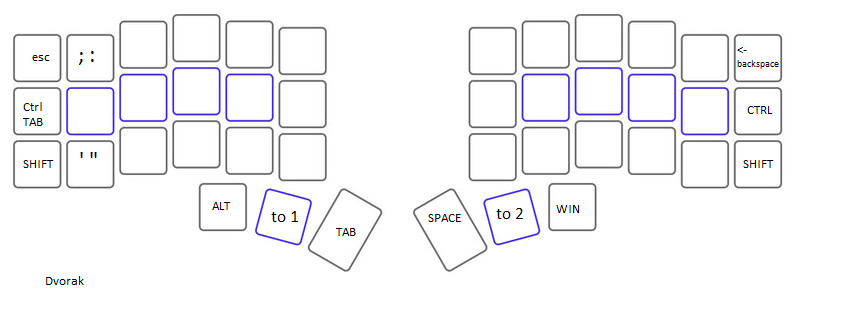 esc
; :
<-
backspace
Ctrl
TAB
CTRL
SHIFT
' "
SHIFT
ALT
to 1
TAB
SPACE
to 2
WIN
Dvorak